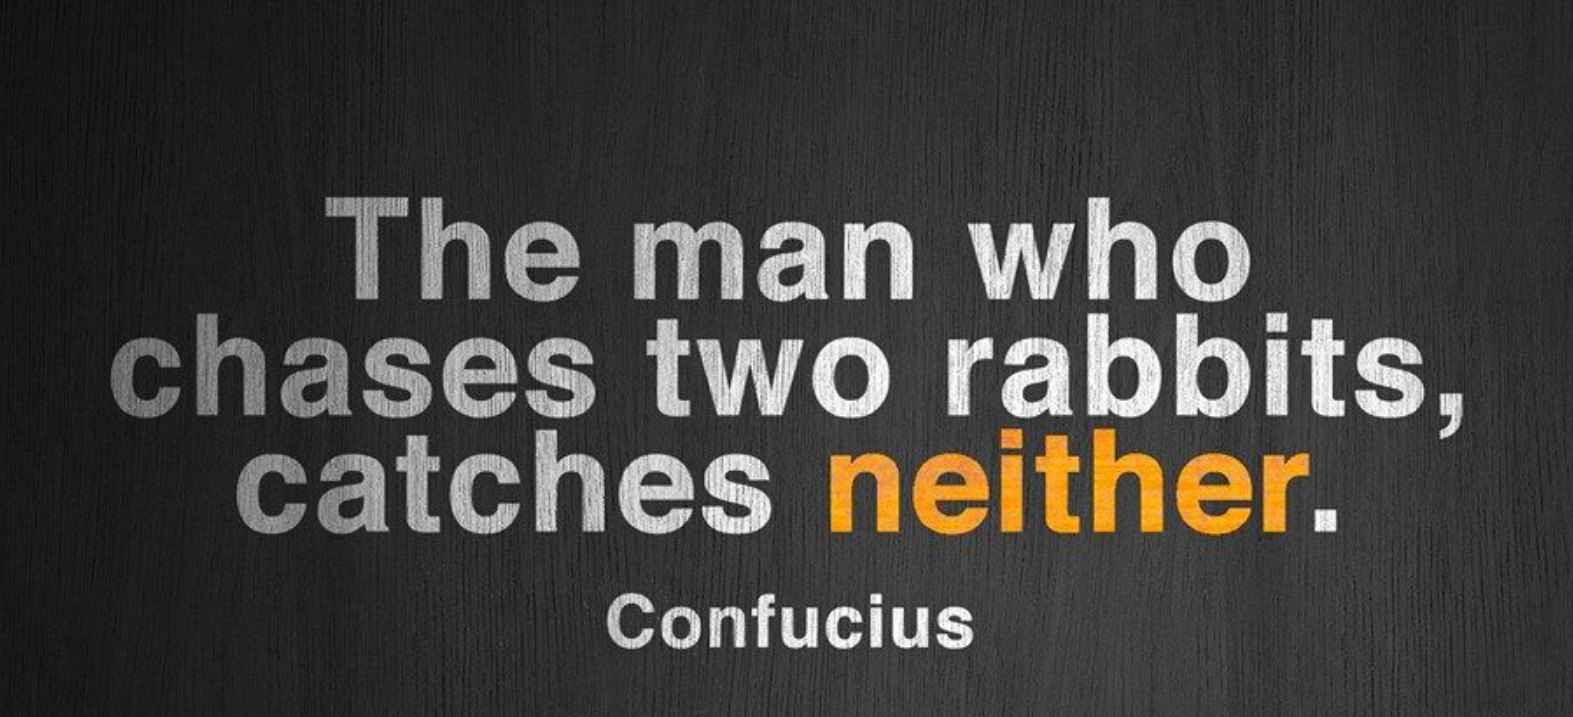 The man who
chases two rabbits,
catches neither.
Confucius